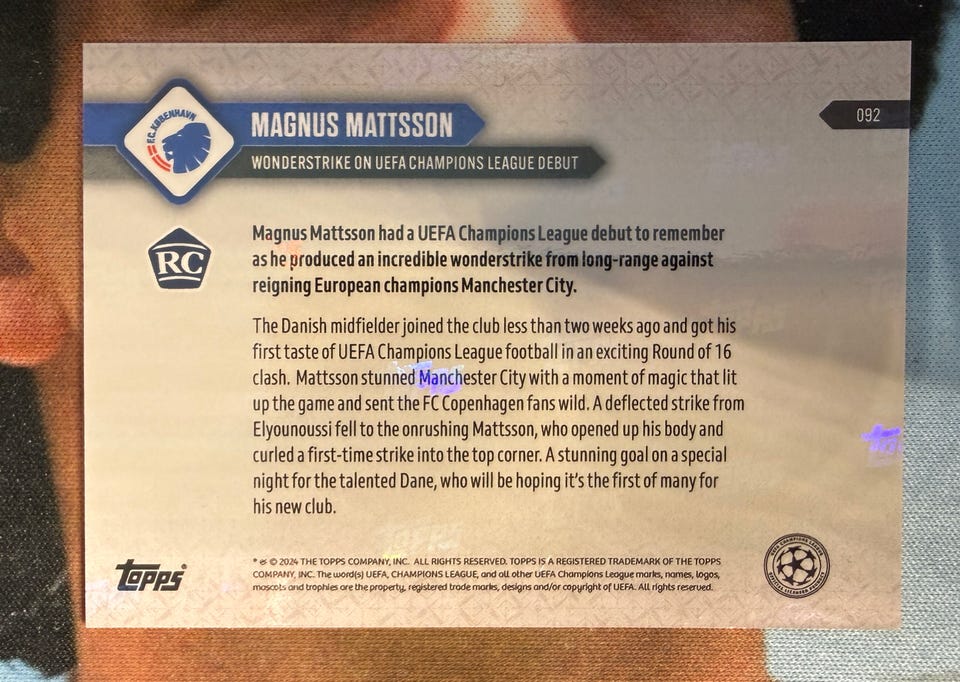 F.C. KØBENHAVN
MAGNUS MATTSSON
092
WONDERSTRIKE ON UEFA CHAMPIONS LEAGUE DEBUT
RC
Magnus Mattsson had a UEFA Champions League debut to remember
as he produced an incredible wonderstrike from long-range against
reigning European champions Manchester City.
The Danish midfielder joined the club less than two weeks ago and got his
first taste of UEFA Champions League football in an exciting Round of 16
clash. Mattsson stunned Manchester City with a moment of magic that lit
up the game and sent the FC Copenhagen fans wild. A deflected strike from
Elyounoussi fell to the onrushing Mattsson, who opened up his body and
curled a first-time strike into the top corner. A stunning goal on a special
night for the talented Dane, who will be hoping it's the first of many for
his new club.
Topps
* & © 2024 THE TOPPS COMPANY, INC. ALL RIGHTS RESERVED. TOPPS IS A REGISTERED TRADEMARK OF THE TOPPS
COMPANY, INC. The word(s) UEFA, CHAMPIONS LEAGUE, and all other UEFA Champions League marks, names, logos,
mascots and trophies are the property, registered trade marks, designs and/or copyright of UEFA. All rights reserved.
UEFA CHAMPIONS LEAGUE
OFFICIAL LICENSED PRODUCT